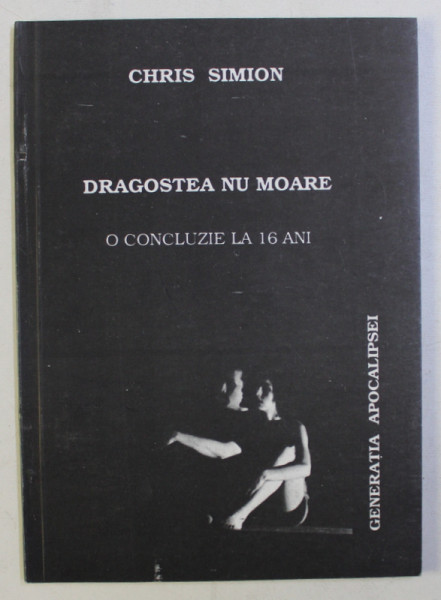 CHRIS SIMION
DRAGOSTEA NU MOARE
O CONCLUZIE LA 16 ANI
GENERAȚIA APOCALIPSEI